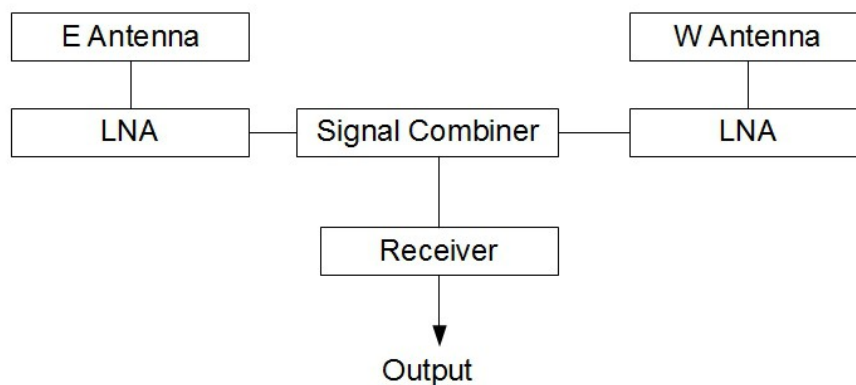 E Antenna
W Antenna
LNA
Signal Combiner
LNA
Receiver
Output